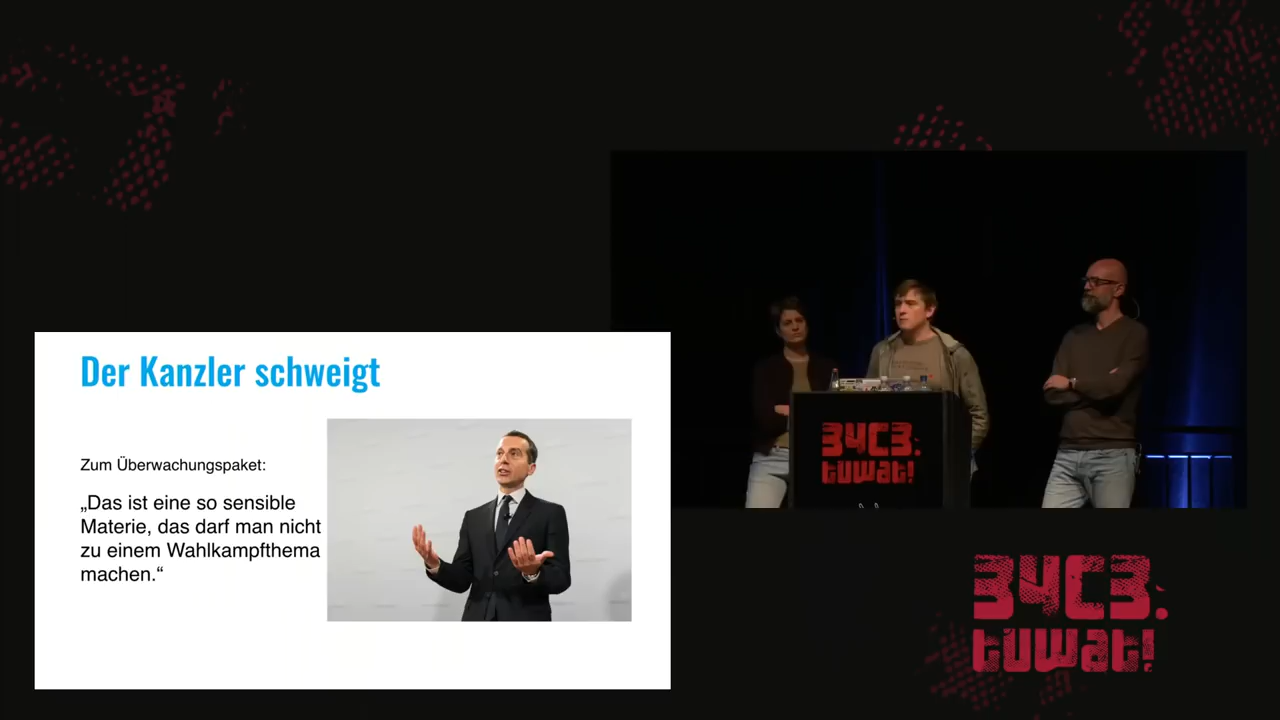 Der Kanzler schweigt
Zum Überwachungspaket:
„Das ist eine so sensible
Materie, das darf man nicht
zu einem Wahlkampfthema
machen.“
34C3.
tuwat!
34C3.
tuwat!